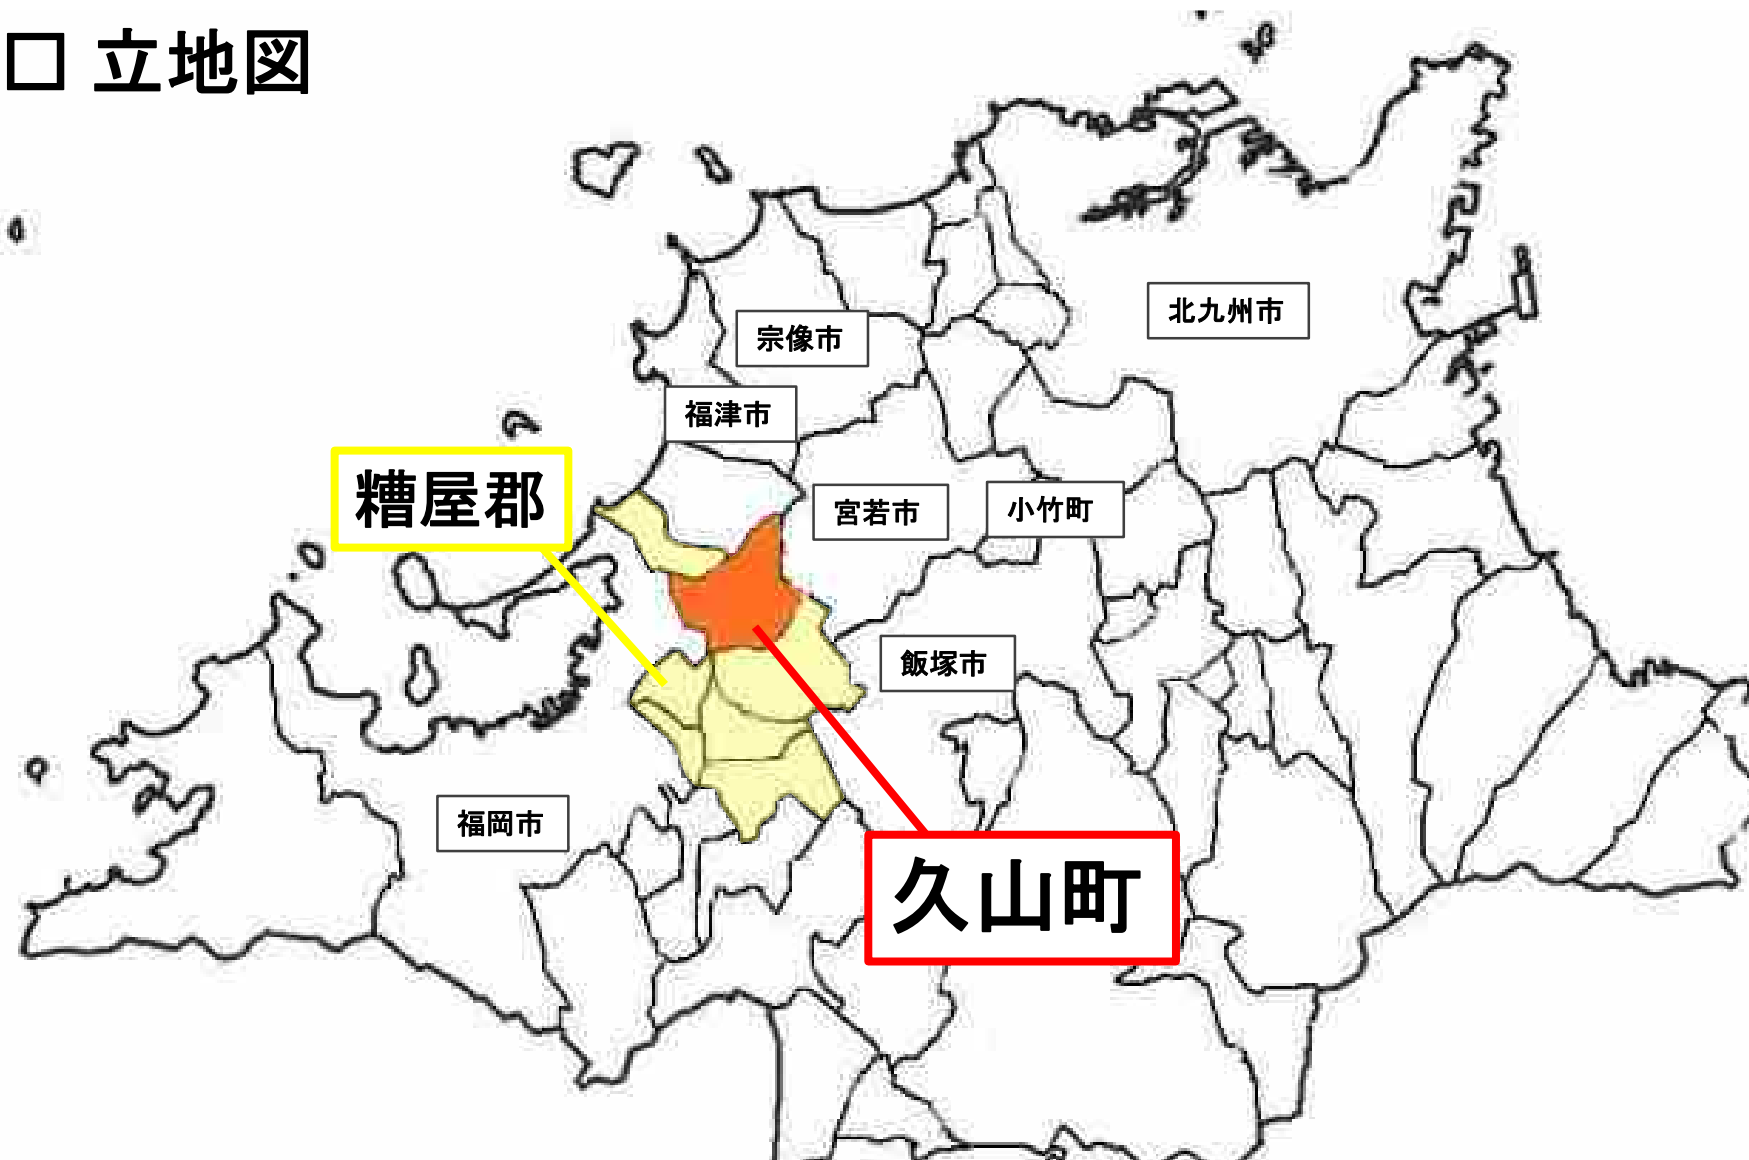 □ 立地図
北九州市
宗像市
福津市
糟屋郡
宮若市
小竹町
飯塚市
福岡市
久山町